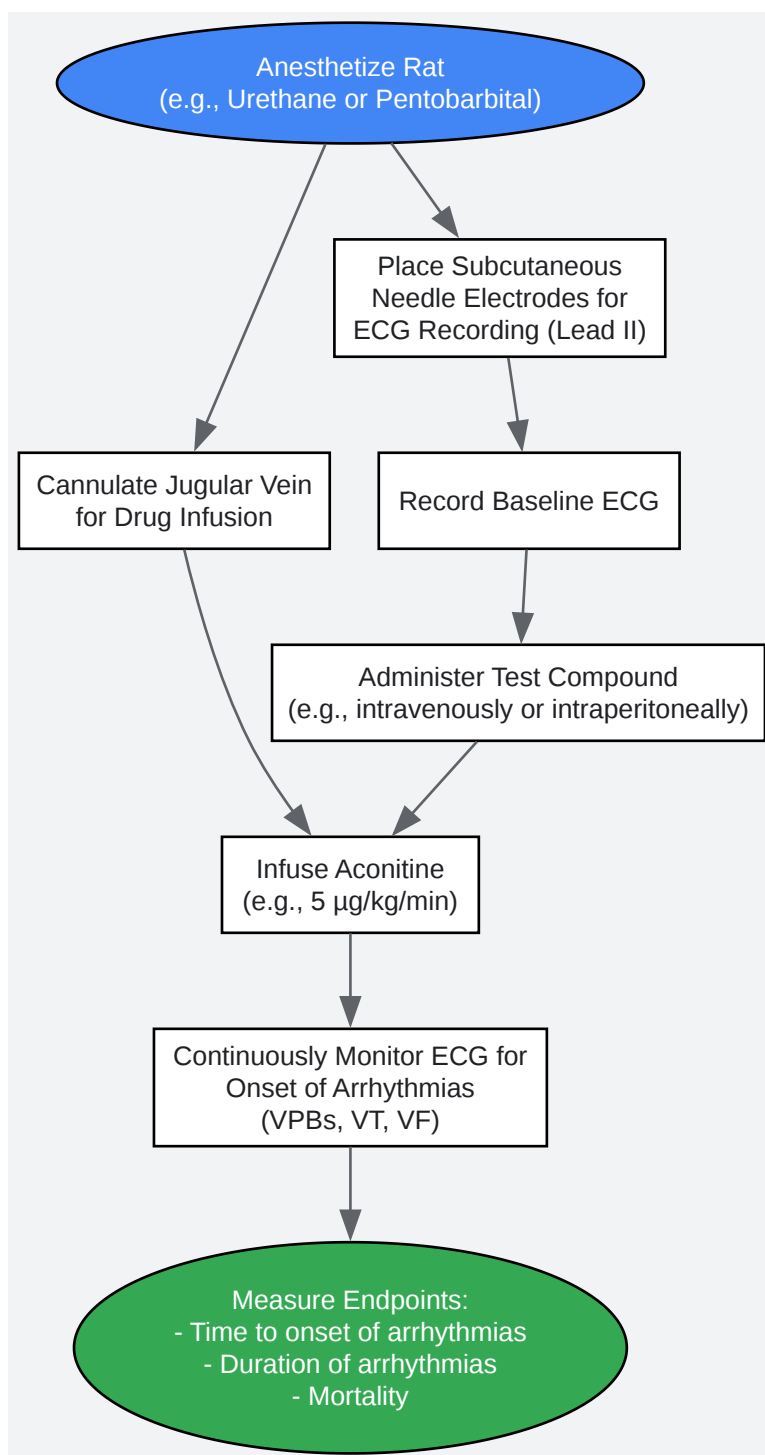 Anesthetize Rat
(e.g., Urethane or Pentobarbital)
Place Subcutaneous
Needle Electrodes for
ECG Recording (Lead II)
Cannulate Jugular Vein
for Drug Infusion
Record Baseline ECG
Administer Test Compound
(e.g., intravenously or intraperitoneally)
Infuse Aconitine
(e.g., 5 µg/kg/min)
Continuously Monitor ECG for
Onset of Arrhythmias
(VPBs, VT, VF)
Measure Endpoints:
- Time to onset of arrhythmias
- Duration of arrhythmias
- Mortality